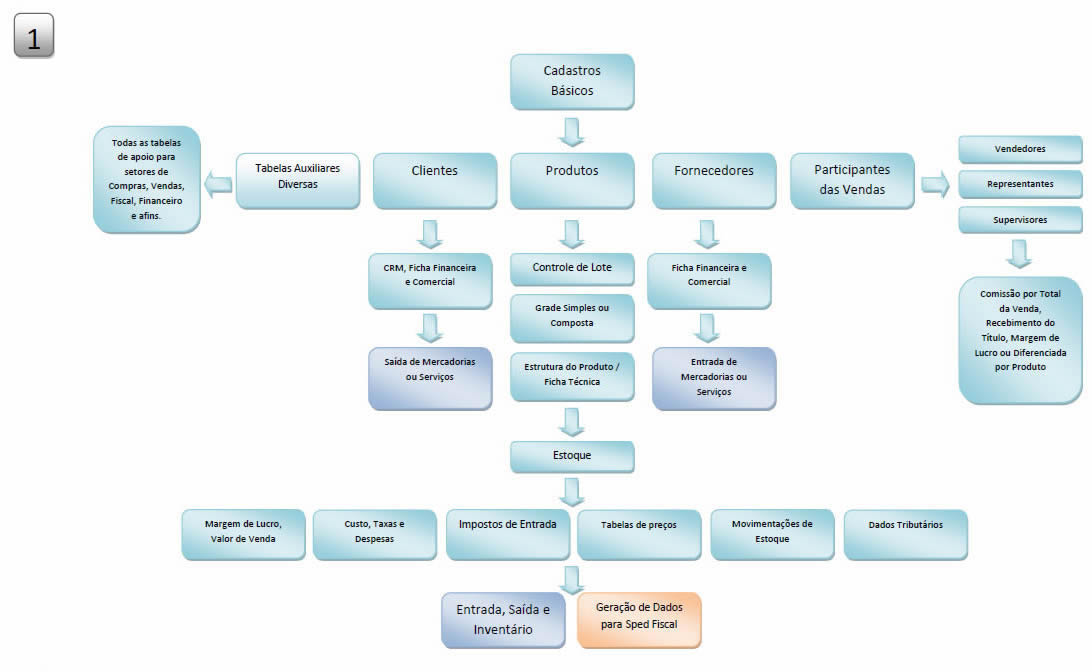 1
Cadastros
Básicos
Todas as tabelas
de apoio para
setores de
Compras, Vendas,
Fiscal, Financeiro
e afins.
Tabelas Auxiliares
Diversas
Clientes
Produtos
Fornecedores
Participantes
das Vendas
Vendedores
Representantes
Supervisores
CRM, Ficha Financeira
e Comercial
Controle de Lote
Ficha Financeira e
Comercial
Grade Simples ou
Composta
Comissão por Total
da Venda,
Recebimento do
Título, Margem de
Lucro ou Diferenciada
por Produto
Saída de Mercadorias
ou Serviços
Estrutura do Produto /
Ficha Técnica
Entrada de
Mercadorias ou
Serviços
Estoque
Margem de Lucro,
Valor de Venda
Custo, Taxas e
Despesas
Impostos de Entrada
Tabelas de preços
Movimentações de
Estoque
Dados Tributários
Entrada, Saída e
Inventário
Geração de Dados
para Sped Fiscal